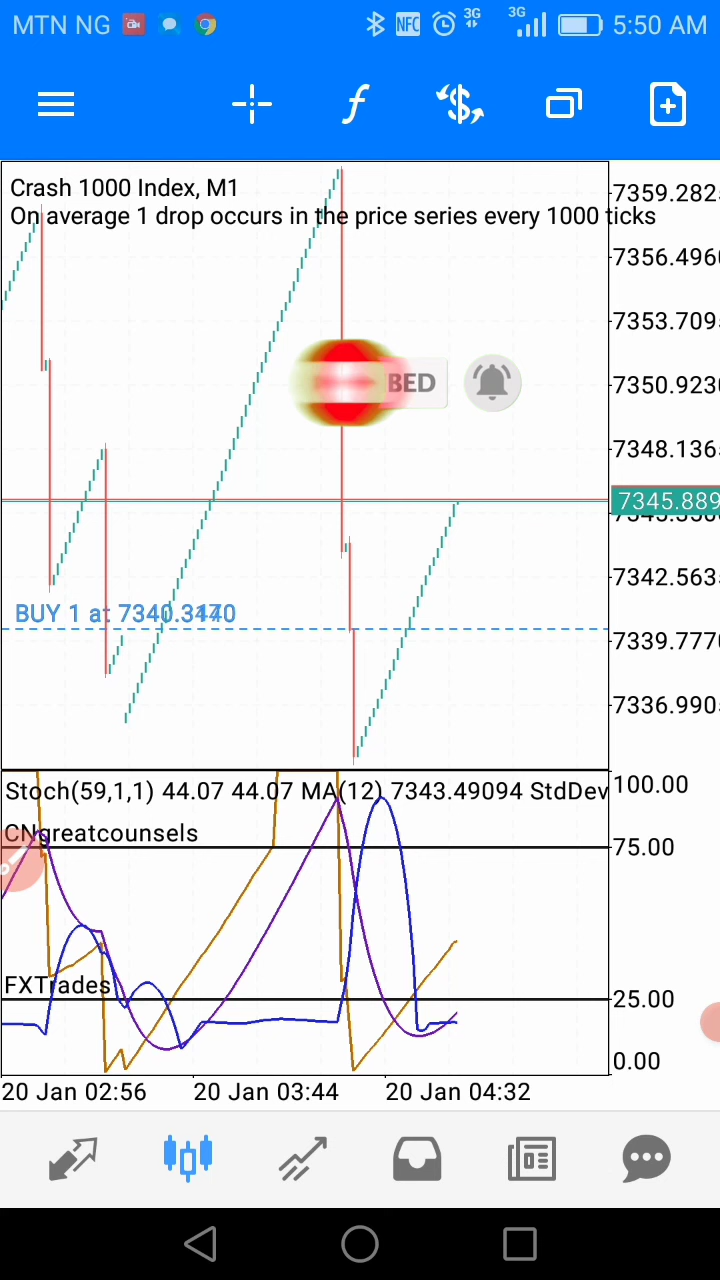 MTN NG 3G 3G 5:50 AM
Crash 1000 Index, M1
On average 1 drop occurs in the price series every 1000 ticks
7359.282
7356.496
7353.709
7350.923
BED
7348.136
7345.889
BUY 1 at
7342.563
7339.777
7336.990
Stoch(59,1,1) 44.07 44.07 MA(12) 7343.49094 StdDev
100.00
CNgreatcounsels
75.00
FXTrades
25.00
0.00
20 Jan 02:56 20 Jan 03:44 20 Jan 04:32